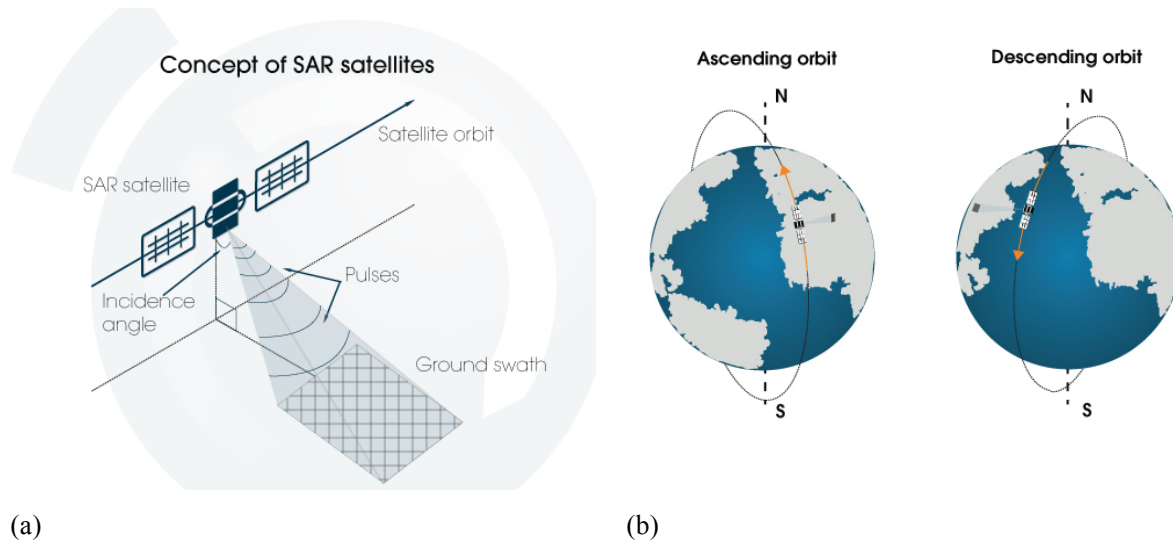 Concept of SAR satellites
Satellite orbit
SAR satellite
Pulses
Incidence
angle
Ground swath
(a)
Ascending orbit
N
S
Descending orbit
N
S
(b)